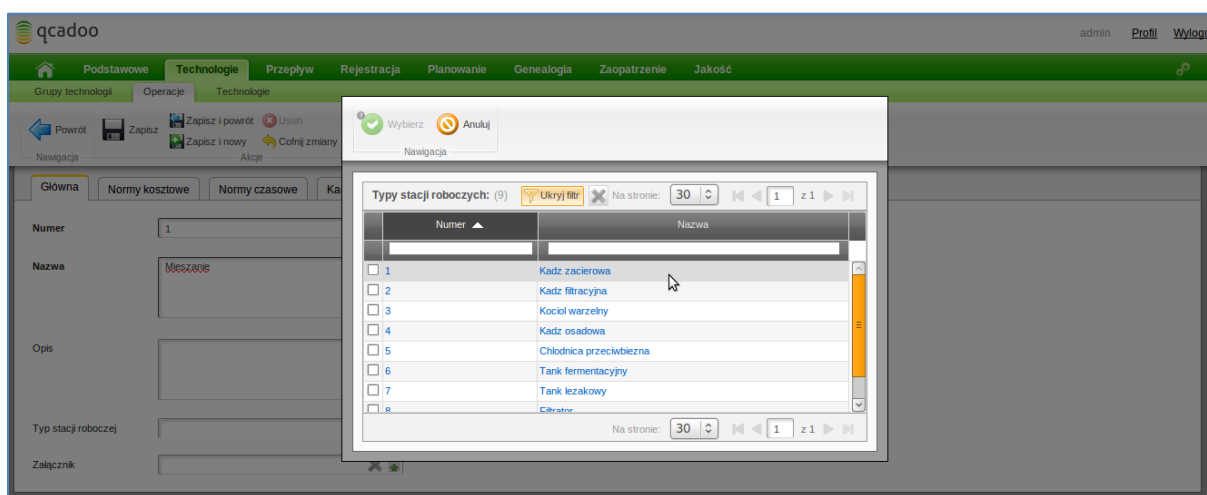 qcadoo
admin Profil Wylogu
Podstawowe Technologie Przepływ Rejestracja Planowanie Genealogia Zaopatrzenie Jakość
Grupy technologii Operacje Technologie
Powrót Zapisz Zapisz i powrót Usuń
Zapisz i nowy Cofnij zmiany
Nawigacja Akcje
Wybierz Anuluj
Nawigacja
Główna Normy kosztowe Normy czasowe Ka
Numer 1
Nazwa Mieszanie
Opis
Typ stacji roboczej
Załącznik
Typy stacji roboczych: (9) Ukryj filtr Na stronie: 30 1 z 1
Numer Nazwa
1 Kadz zacierowa
2 Kadz filtracyjna
3 Kociol warzelny
4 Kadz osadowa
5 Chlodnica przeciwbiezna
6 Tank fermentacyjny
7 Tank lezakowy
8 Filtrator
Na stronie: 30 1 z 1